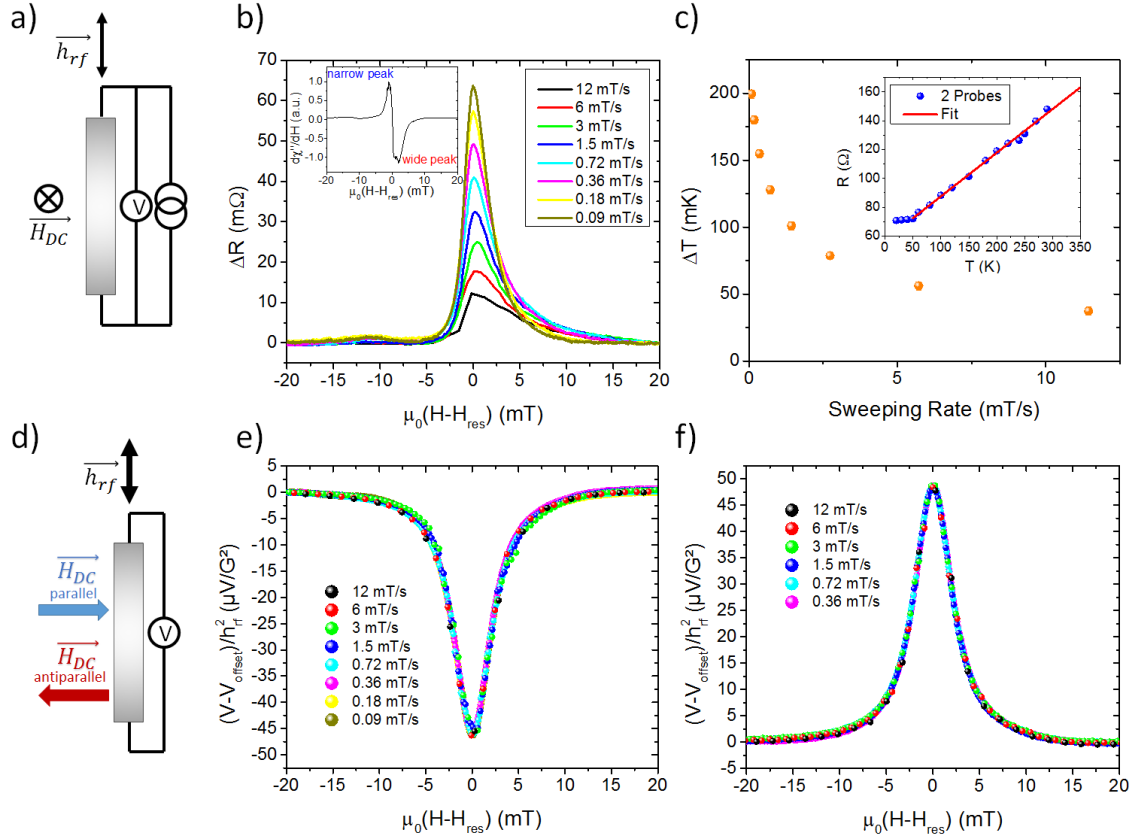 a)
h_rf
H_DC
V
b)
ΔR (mΩ)
70
60
50
40
30
20
10
0
-20 -15 -10 -5 0 5 10 15 20
μ₀(H-H_res) (mT)
12 mT/s
6 mT/s
3 mT/s
1.5 mT/s
0.72 mT/s
0.36 mT/s
0.18 mT/s
0.09 mT/s
narrow peak
wide peak
dχ''/dH (a.u.)
1.0
0.5
0.0
-0.5
-1.0
-20 -10 0 10 20
μ₀(H-H_res) (mT)
c)
ΔT (mK)
200
150
100
50
0
0 5 10
Sweeping Rate (mT/s)
2 Probes
Fit
R (Ω)
160
140
120
100
80
60
0 50 100 150 200 250 300 350
T (K)
d)
h_rf
H_DC
parallel
H_DC
antiparallel
V
e)
(V-V_offset)/h²_rf (μV/G²)
5
0
-5
-10
-15
-20
-25
-30
-35
-40
-45
-50
-20 -15 -10 -5 0 5 10 15 20
μ₀(H-H_res) (mT)
12 mT/s
6 mT/s
3 mT/s
1.5 mT/s
0.72 mT/s
0.36 mT/s
0.18 mT/s
0.09 mT/s
f)
(V-V_offset)/h²_rf (μV/G²)
50
45
40
35
30
25
20
15
10
5
0
-5
-20 -15 -10 -5 0 5 10 15 20
μ₀(H-H_res) (mT)
12 mT/s
6 mT/s
3 mT/s
1.5 mT/s
0.72 mT/s
0.36 mT/s